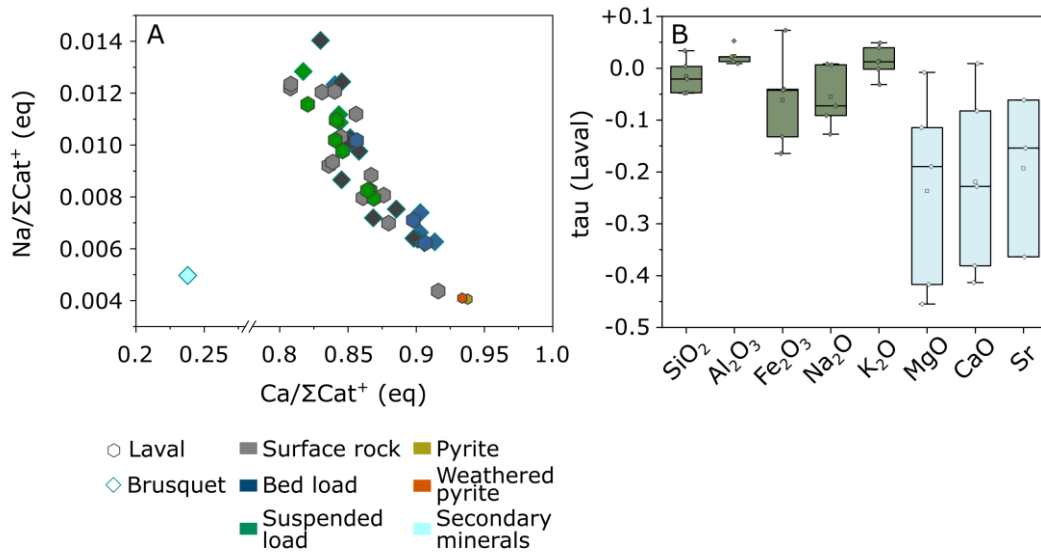 A
0.014
0.012
0.010
0.008
0.006
0.004
Na/ΣCat⁺ (eq)
0.2 0.25 0.8 0.85 0.9 0.95 1.0
Ca/ΣCat⁺ (eq)
B
+0.1
0.0
-0.1
-0.2
-0.3
-0.4
-0.5
tau (Laval)
SiO₂ Al₂O₃ Fe₂O₃ Na₂O K₂O MgO CaO Sr
Laval
Brusquet
Surface rock
Bed load
Suspended
load
Pyrite
Weathered
pyrite
Secondary
minerals